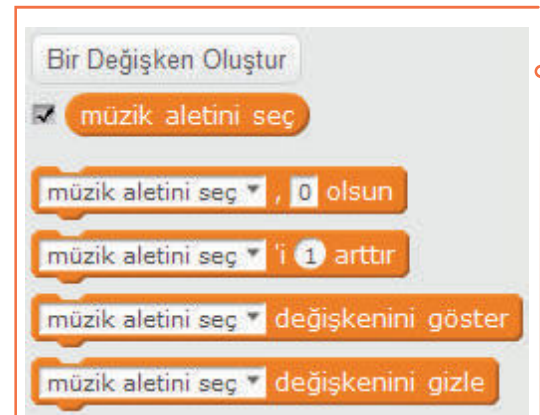 Bir Değişken Oluştur
müzik aletini seç
müzik aletini seç , 0 olsun
müzik aletini seç 'i 1 arttır
müzik aletini seç değişkenini göster
müzik aletini seç değişkenini gizle